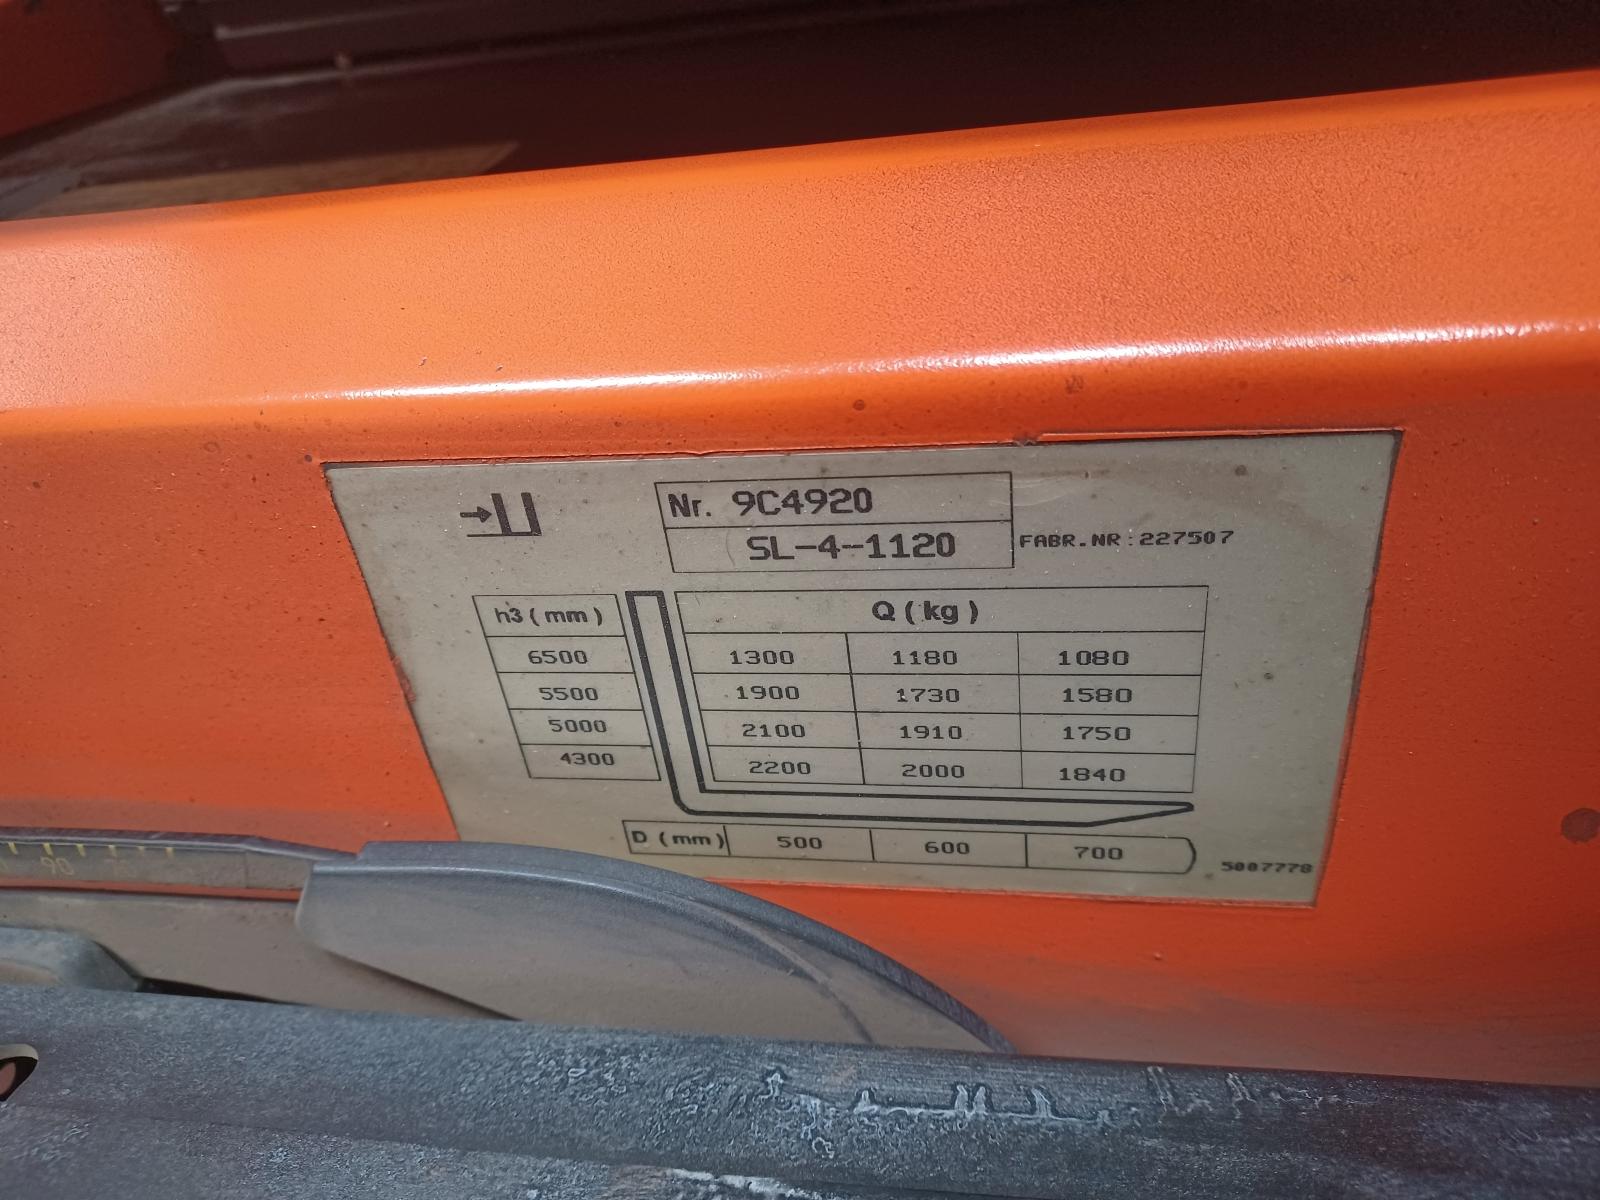 Nr. 9C4920
SL-4-1120
FABR.NR:227507
h3 (mm) Q (kg)
6500 1300 1180 1080
5500 1900 1730 1580
5000 2100 1910 1750
4300 2200 2000 1840
D (mm) 500 600 700
5007778
90